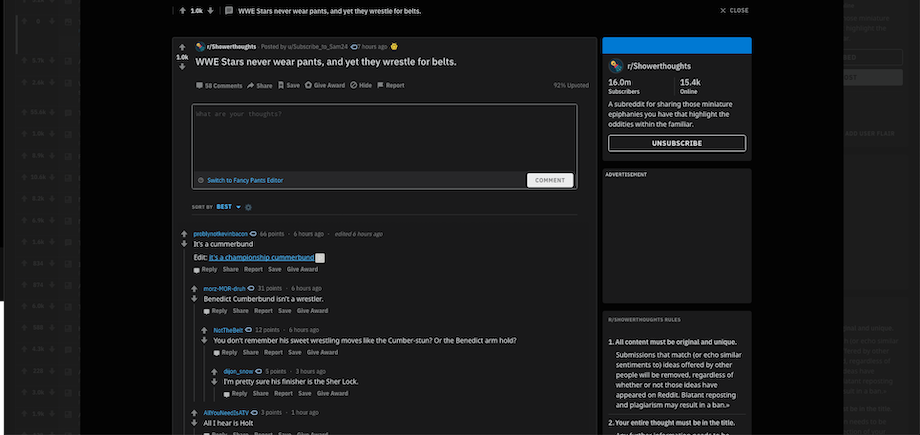 1.0k WWE Stars never wear pants, and yet they wrestle for belts. CLOSE
r/Showerthoughts · Posted by u/Subscribe_to_Sam24 7 hours ago
1.0k
WWE Stars never wear pants, and yet they wrestle for belts.
58 Comments Share Save Give Award Hide Report 92% Upvoted
What are your thoughts?
Switch to Fancy Pants Editor COMMENT
SORT BY BEST
problynotkevinbacon 66 points · 6 hours ago · edited 6 hours ago
It's a cummerbund
Edit: It's a championship cummerbund
Reply Share Report Save Give Award
morz-MOR-druh 31 points · 6 hours ago
Benedict Cumberbund isn't a wrestler.
Reply Share Report Save Give Award
NotTheBelt 12 points · 6 hours ago
You don't remember his sweet wrestling moves like the Cumber-stun? Or the Benedict arm hold?
Reply Share Report Save Give Award
dijon_snow 5 points · 3 hours ago
I'm pretty sure his finisher is the Sher Lock.
Reply Share Report Save Give Award
AllYouNeedIsATV 3 points · 1 hour ago
All I hear is Holt
r/Showerthoughts
16.0m 15.4k
Subscribers Online
A subreddit for sharing those miniature
epiphanies you have that highlight the
oddities within the familiar.
UNSUBSCRIBE
ADVERTISEMENT
R/SHOWERTHOUGHTS RULES
1. All content must be original and unique.
Submissions that match (or echo similar
sentiments to) ideas offered by other
people will be removed, regardless of
whether or not those ideas have
appeared on Reddit. Blatant reposting
and plagiarism may result in a ban.»
2. Your entire thought must be in the title.